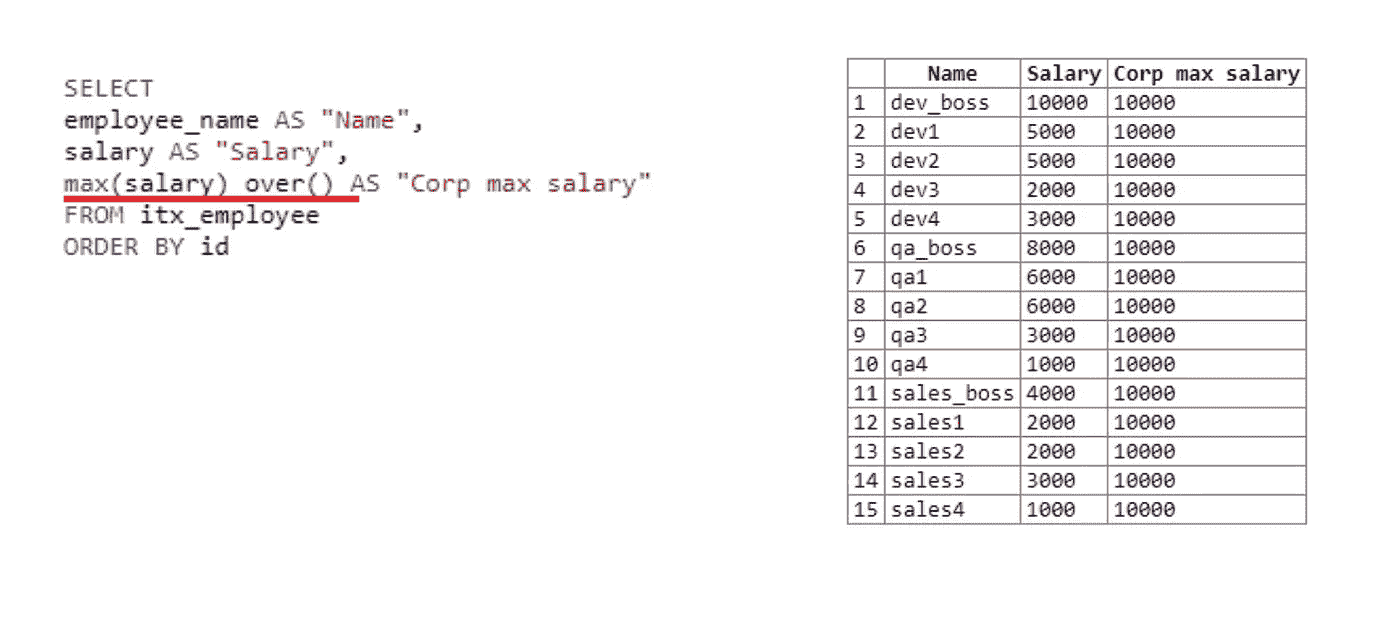 SELECT
employee_name AS "Name",
salary AS "Salary",
max(salary) over() AS "Corp max salary"
FROM itx_employee
ORDER BY id
Name Salary Corp max salary
1 dev_boss 10000 10000
2 dev1 5000 10000
3 dev2 5000 10000
4 dev3 2000 10000
5 dev4 3000 10000
6 qa_boss 8000 10000
7 qa1 6000 10000
8 qa2 6000 10000
9 qa3 3000 10000
10 qa4 1000 10000
11 sales_boss 4000 10000
12 sales1 2000 10000
13 sales2 2000 10000
14 sales3 3000 10000
15 sales4 1000 10000